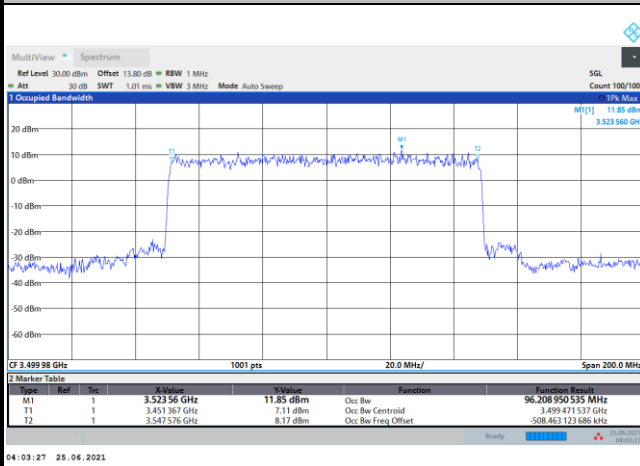 MultiView Spectrum
Ref Level 30.00 dBm Offset 13.80 dB RBW 1 MHz SGL
Att 30 dB SWT 1.01 ms VBW 3 MHz Mode Auto Sweep Count 100/100
1 Occupied Bandwidth 1Pk Max
M1[1] 11.85 dBm
3.523 560 GHz
20 dBm
M1
T1 T2
10 dBm
0 dBm
-10 dBm
-20 dBm
-30 dBm
-40 dBm
-50 dBm
-60 dBm
CF 3.499 98 GHz 1001 pts 20.0 MHz/ Span 200.0 MHz
2 Marker Table
Type Ref Trc X-Value Y-Value Function Function Result
M1 1 3.523 56 GHz 11.85 dBm Occ Bw 96.208 950 535 MHz
T1 1 3.451 367 GHz 7.11 dBm Occ Bw Centroid 3.499 471 537 GHz
T2 1 3.547 576 GHz 8.17 dBm Occ Bw Freq Offset -508.463 123 686 kHz
Ready 25.06.2021
04:03:27
04:03:27 25.06.2021